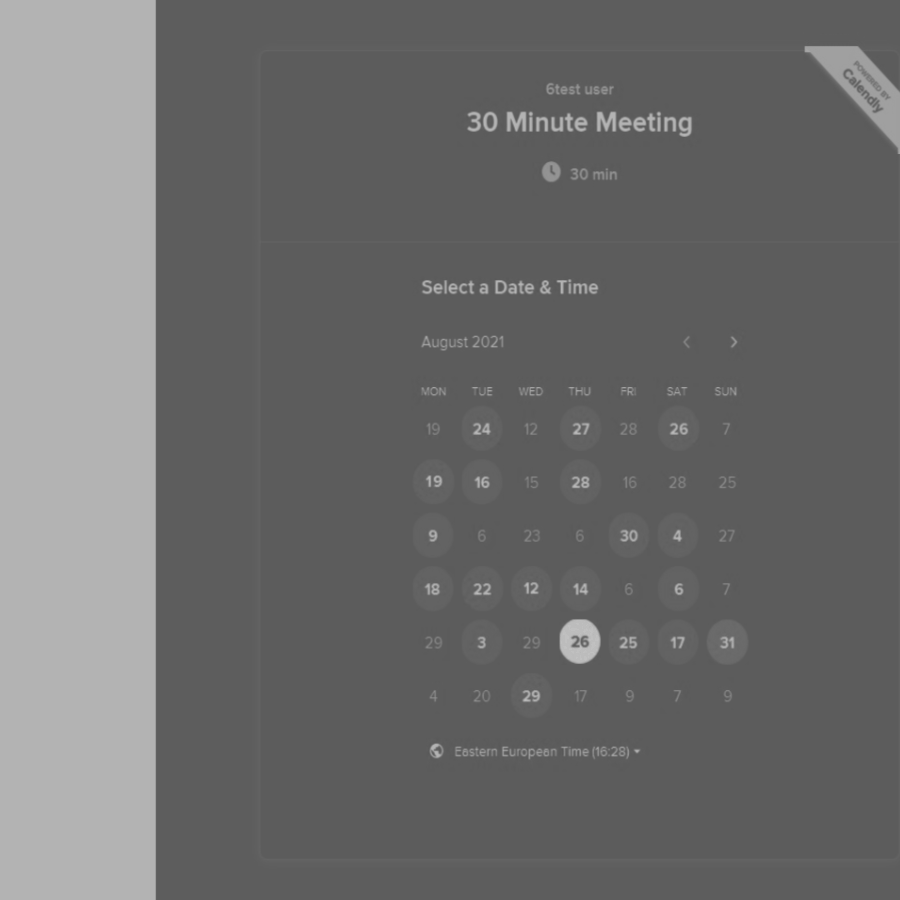 POWERED BY
Calendly
6test user
30 Minute Meeting
30 min
Select a Date & Time
August 2021
MON TUE WED THU FRI SAT SUN
19 24 12 27 28 26 7
19 16 15 28 16 28 25
9 6 23 6 30 4 27
18 22 12 14 6 6 7
29 3 29 26 25 17 31
4 20 29 17 9 7 9
Eastern European Time (16:28)